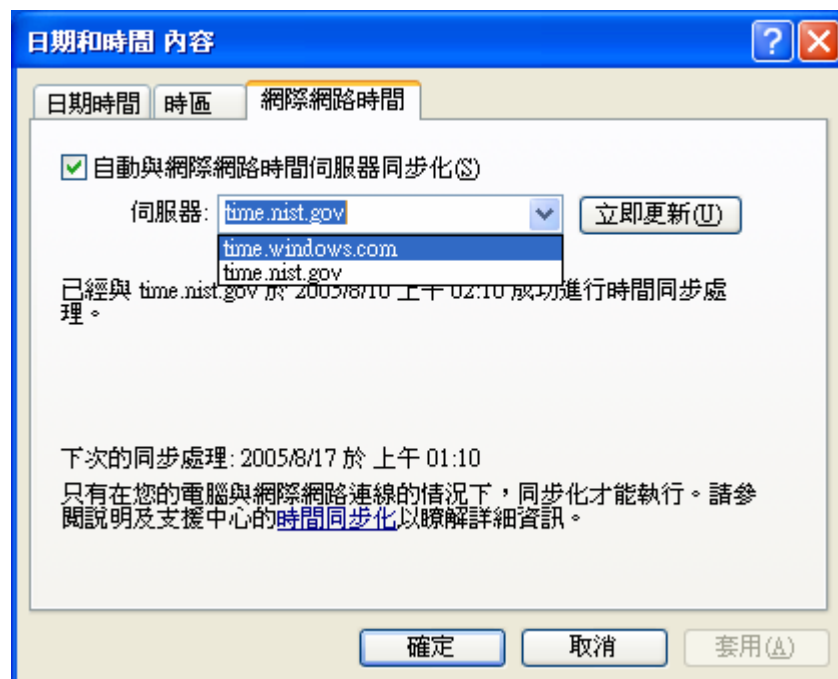 日期和時間 內容
日期時間 時區 網際網路時間
自動與網際網路時間伺服器同步化(S)
伺服器: time.nist.gov 立即更新(U)
time.windows.com
time.nist.gov
已經與 time.nist.gov 於 2005/8/10 上午 02:10 成功進行時間同步處
理。
下次的同步處理: 2005/8/17 於 上午 01:10
只有在您的電腦與網際網路連線的情況下，同步化才能執行。請參
閱說明及支援中心的時間同步化以瞭解詳細資訊。
確定 取消 套用(A)